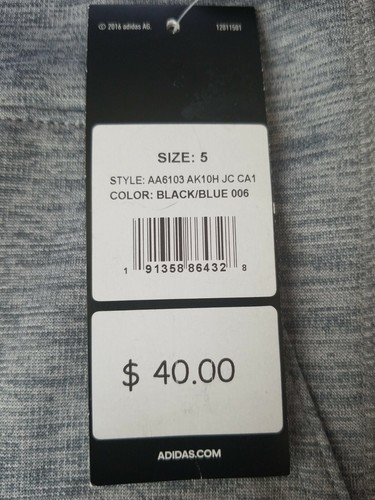 © 2016 adidas AG. 12011501
SIZE: 5
STYLE: AA6103 AK10H JC CA1
COLOR: BLACK/BLUE 006
1 91358 86432 8
$ 40.00
ADIDAS.COM